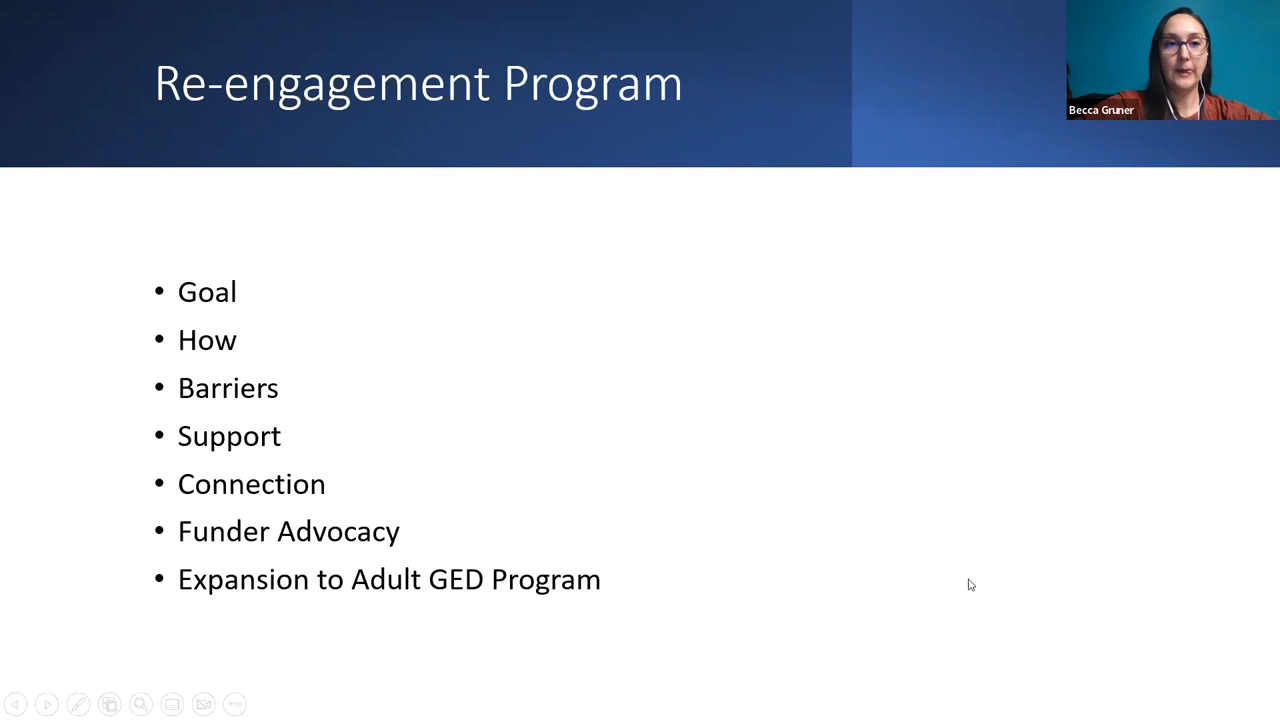 Re-engagement Program
Becca Gruner
• Goal
• How
• Barriers
• Support
• Connection
• Funder Advocacy
• Expansion to Adult GED Program